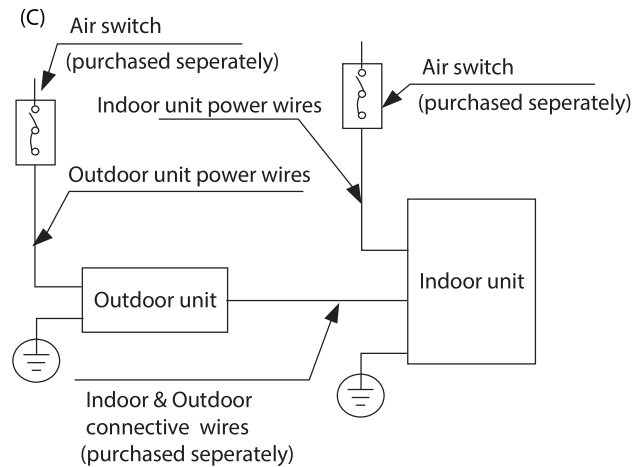 (C)
Air switch
(purchased seperately)
Air switch
(purchased seperately)
Indoor unit power wires
Outdoor unit power wires
Indoor unit
Outdoor unit
Indoor & Outdoor
connective wires
(purchased seperately)